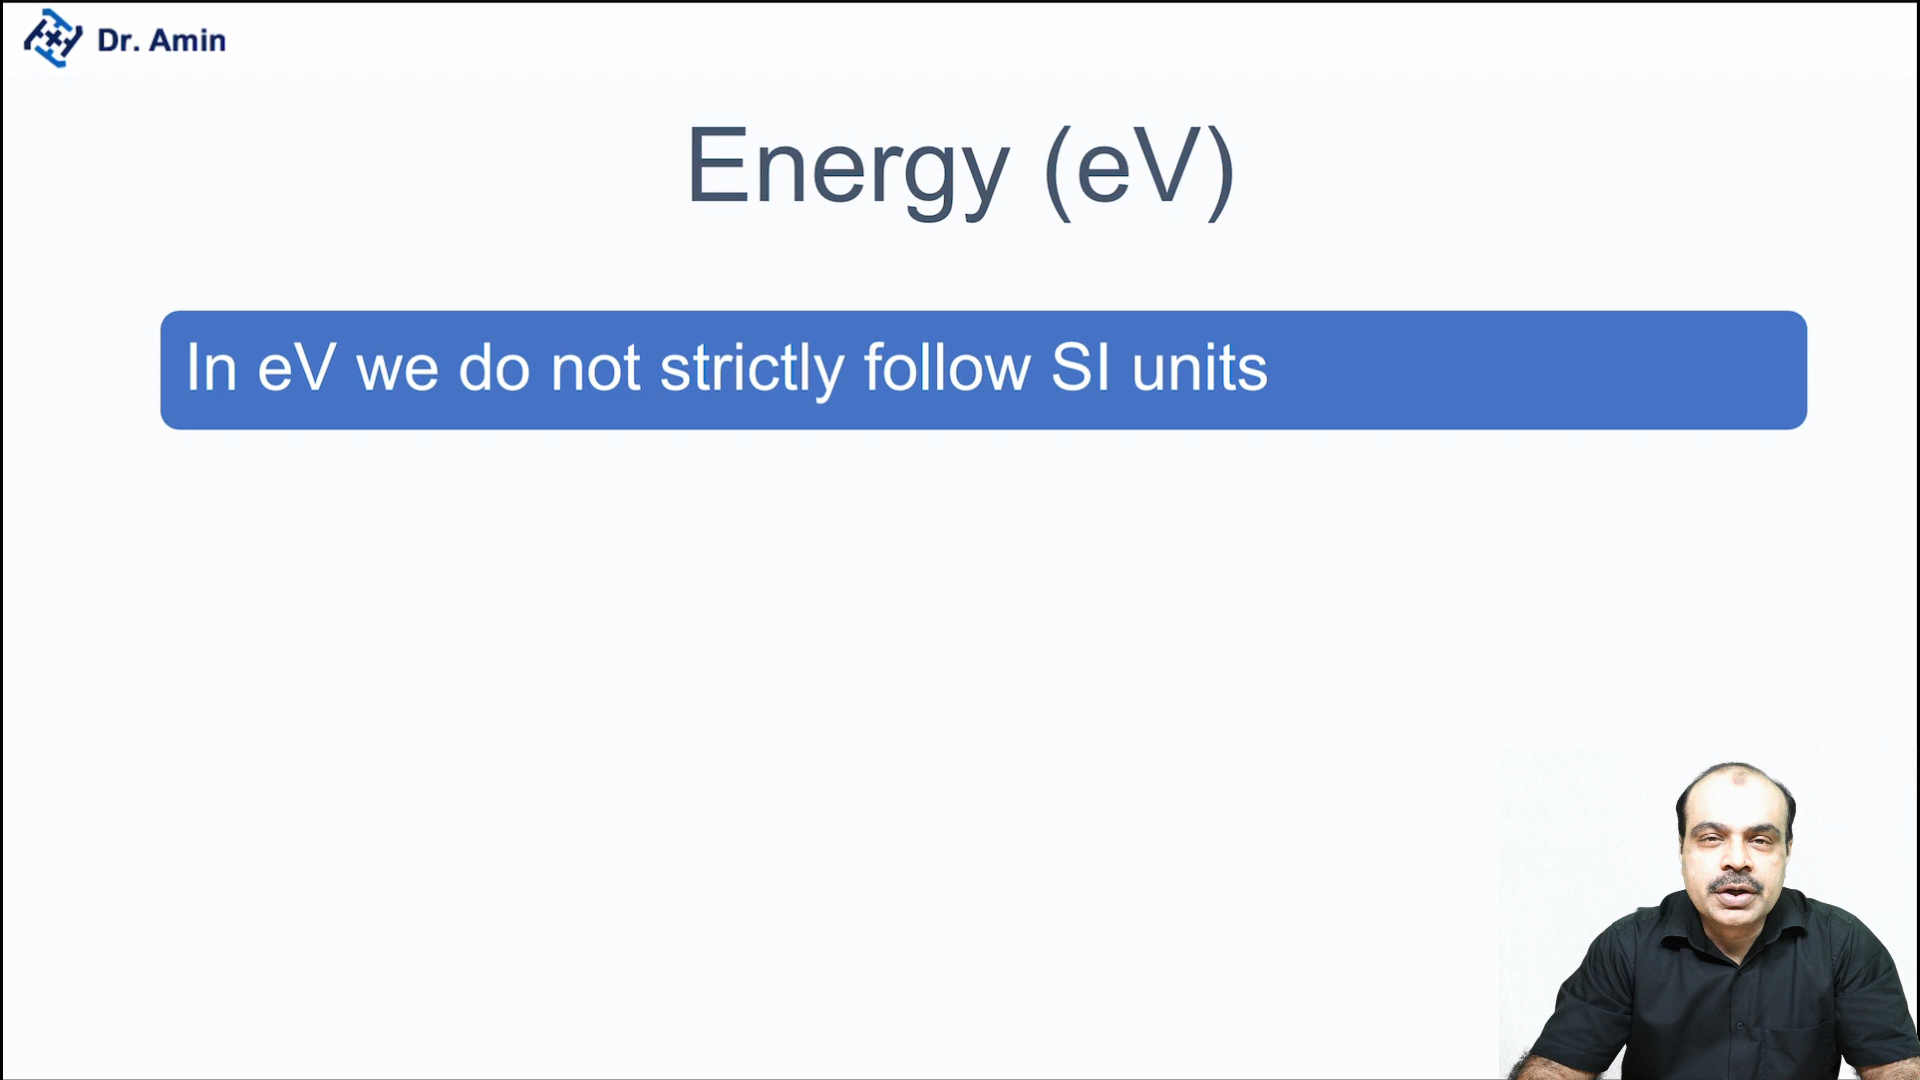 Dr. Amin
Energy (eV)
In eV we do not strictly follow SI units